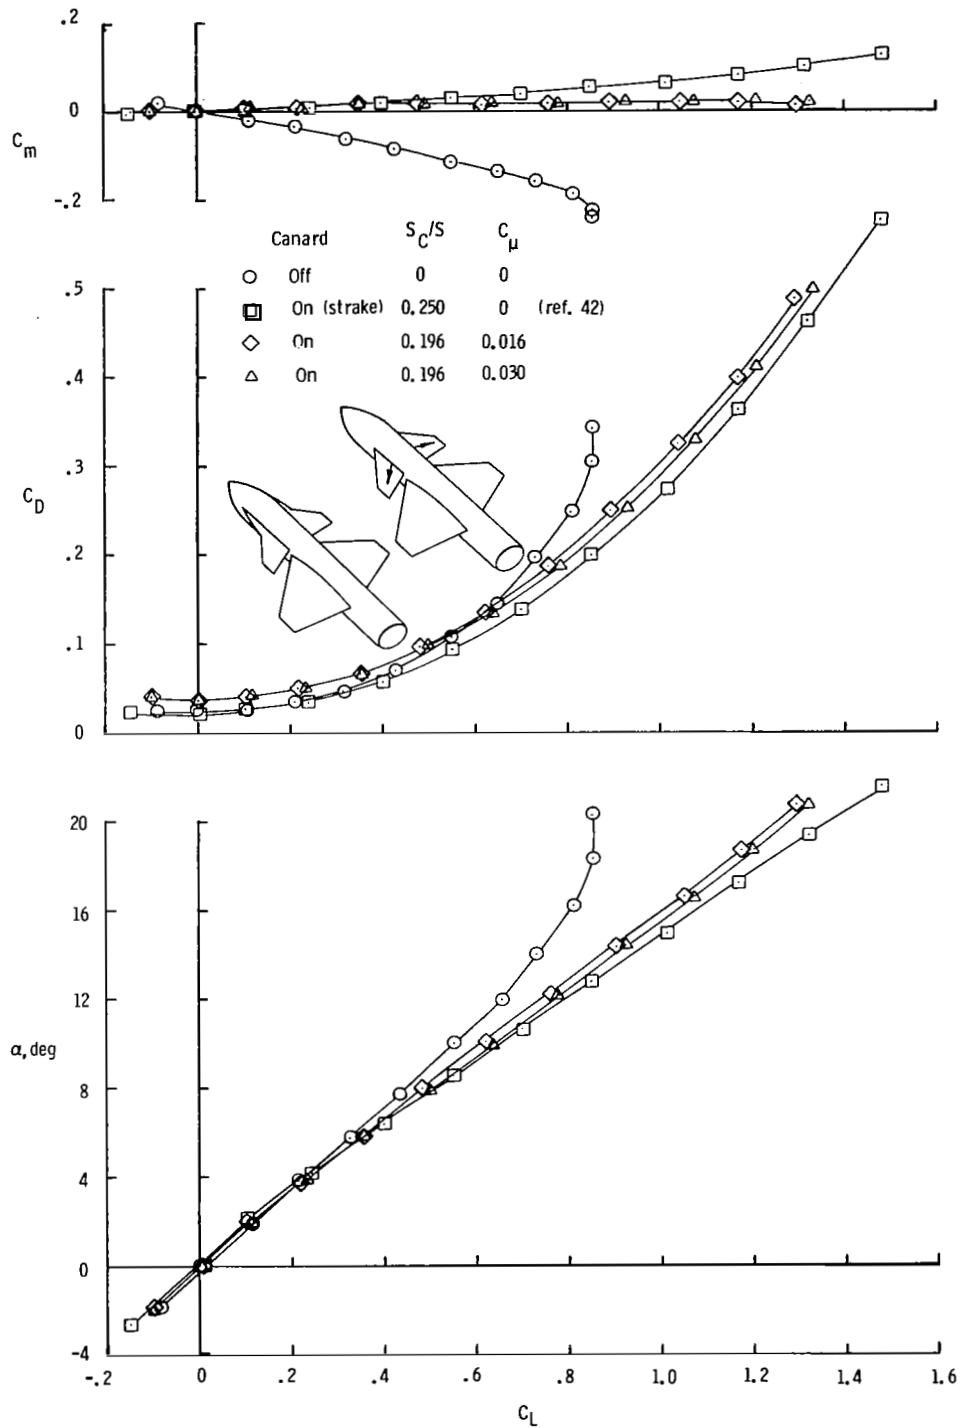 .2
0
C_m
-.2
Canard S_C/S C_μ
Off 0 0
On (strake) 0.250 0 (ref. 42)
On 0.196 0.016
On 0.196 0.030
.5
.4
.3
C_D
.2
.1
0
20
16
12
α, deg
8
4
0
-4
-.2 0 .2 .4 .6 .8 1.0 1.2 1.4 1.6
C_L